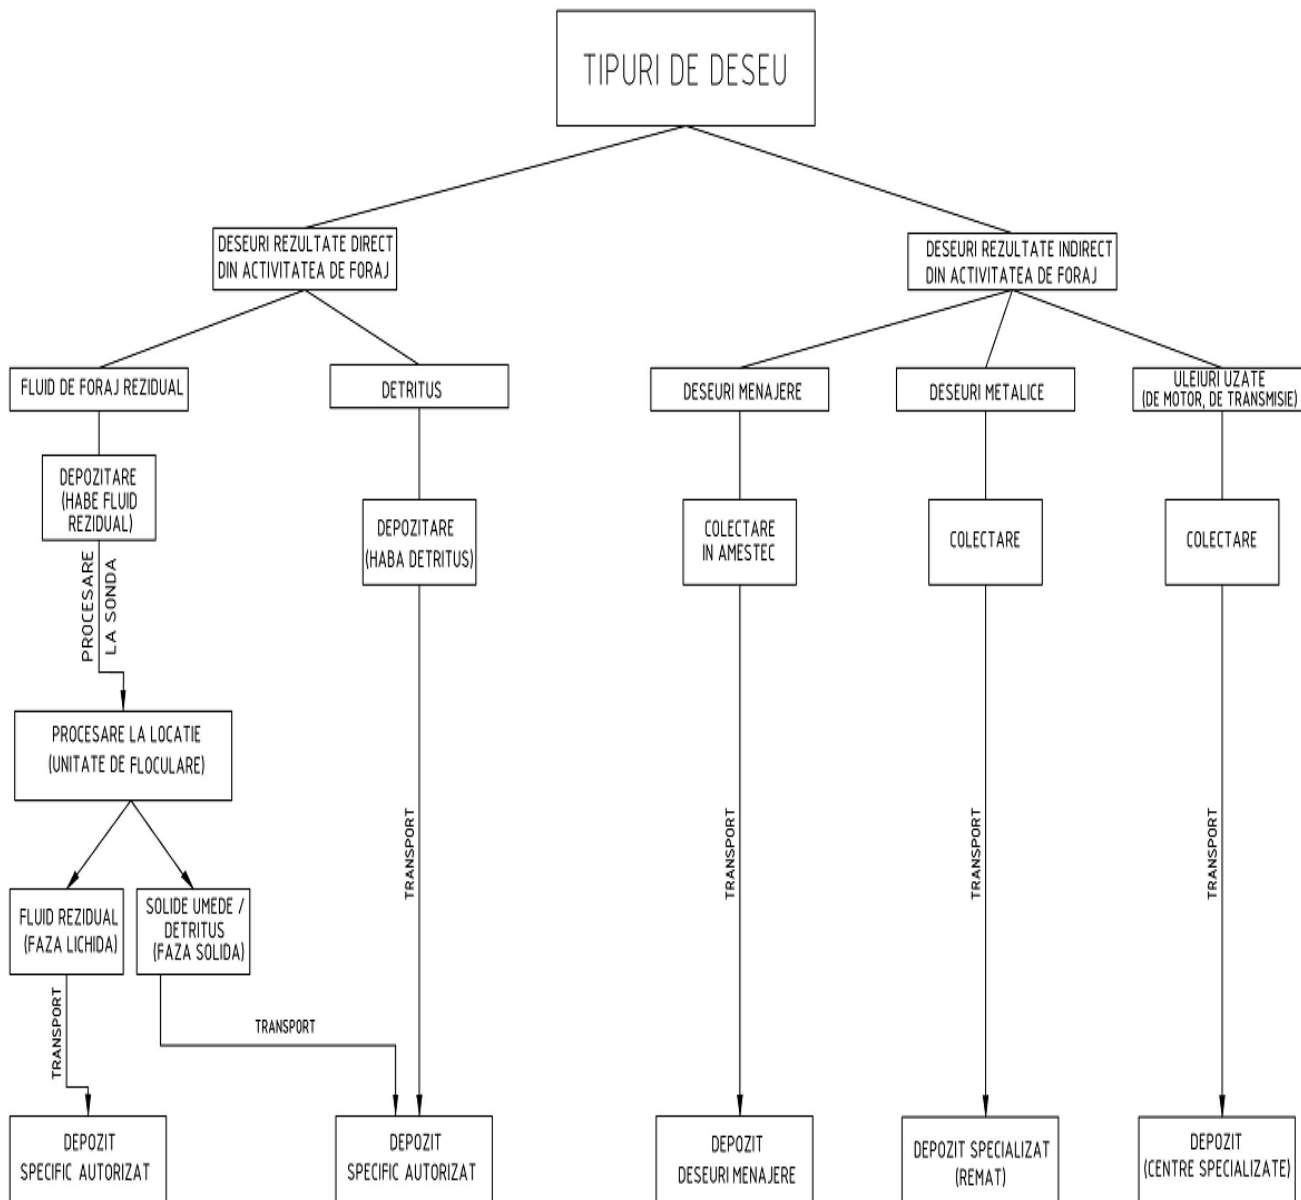 TIPURI DE DESEU
DESEURI REZULTATE DIRECT
DIN ACTIVITATEA DE FORAJ
DESEURI REZULTATE INDIRECT
DIN ACTIVITATEA DE FORAJ
FLUID DE FORAJ REZIDUAL
DETRITUS
DESEURI MENAJERE
DESEURI METALICE
ULEIURI UZATE
(DE MOTOR, DE TRANSMISIE)
DEPOZITARE
(HABE FLUID
REZIDUAL)
DEPOZITARE
(HABA DETRITUS)
COLECTARE
IN AMESTEC
COLECTARE
COLECTARE
PROCESARE
LA SONDA
PROCESARE LA LOCATIE
(UNITATE DE FLOCULARE)
TRANSPORT
TRANSPORT
TRANSPORT
TRANSPORT
FLUID REZIDUAL
(FAZA LICHIDA)
SOLIDE UMEDE /
DETRITUS
(FAZA SOLIDA)
TRANSPORT
TRANSPORT
DEPOZIT
SPECIFIC AUTORIZAT
DEPOZIT
SPECIFIC AUTORIZAT
DEPOZIT
DESEURI MENAJERE
DEPOZIT SPECIALIZAT
(REMAT)
DEPOZIT
(CENTRE SPECIALIZATE)